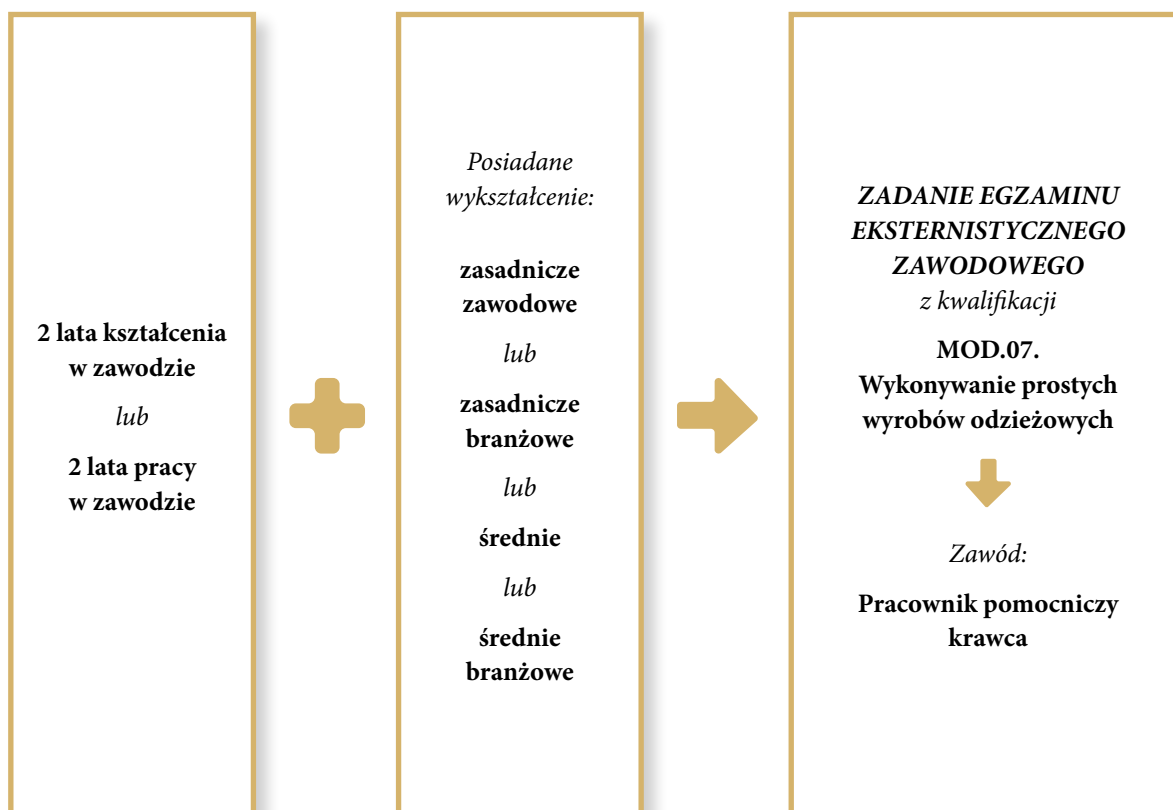 2 lata kształcenia
w zawodzie
lub
2 lata pracy
w zawodzie
Posiadane
wykształcenie:
zasadnicze
zawodowe
lub
zasadnicze
branżowe
lub
średnie
lub
średnie
branżowe
ZADANIE EGZAMINU
EKSTERNISTYCZNEGO
ZAWODOWEGO
z kwalifikacji
MOD.07.
Wykonywanie prostych
wyrobów odzieżowych
Zawód:
Pracownik pomocniczy
krawca